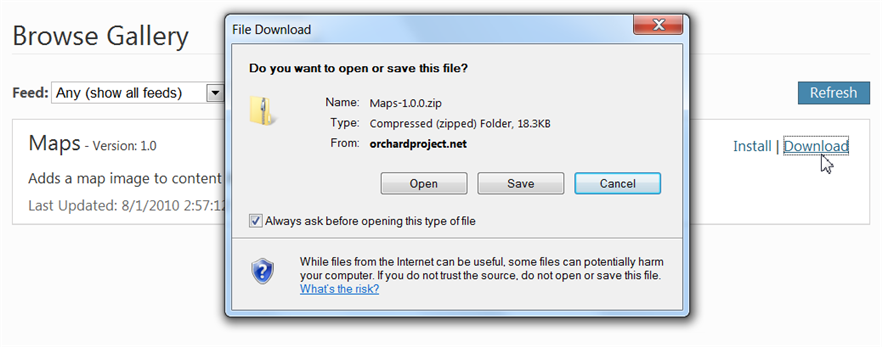 Browse Gallery
File Download
Do you want to open or save this file?
Feed: Any (show all feeds)
Refresh
Name: Maps-1.0.0.zip
Type: Compressed (zipped) Folder, 18.3KB
From: orchardproject.net
Maps - Version: 1.0
Install | Download
Adds a map image to content
Last Updated: 8/1/2010 2:57:12
Open Save Cancel
Always ask before opening this type of file
While files from the Internet can be useful, some files can potentially harm
your computer. If you do not trust the source, do not open or save this file.
What's the risk?